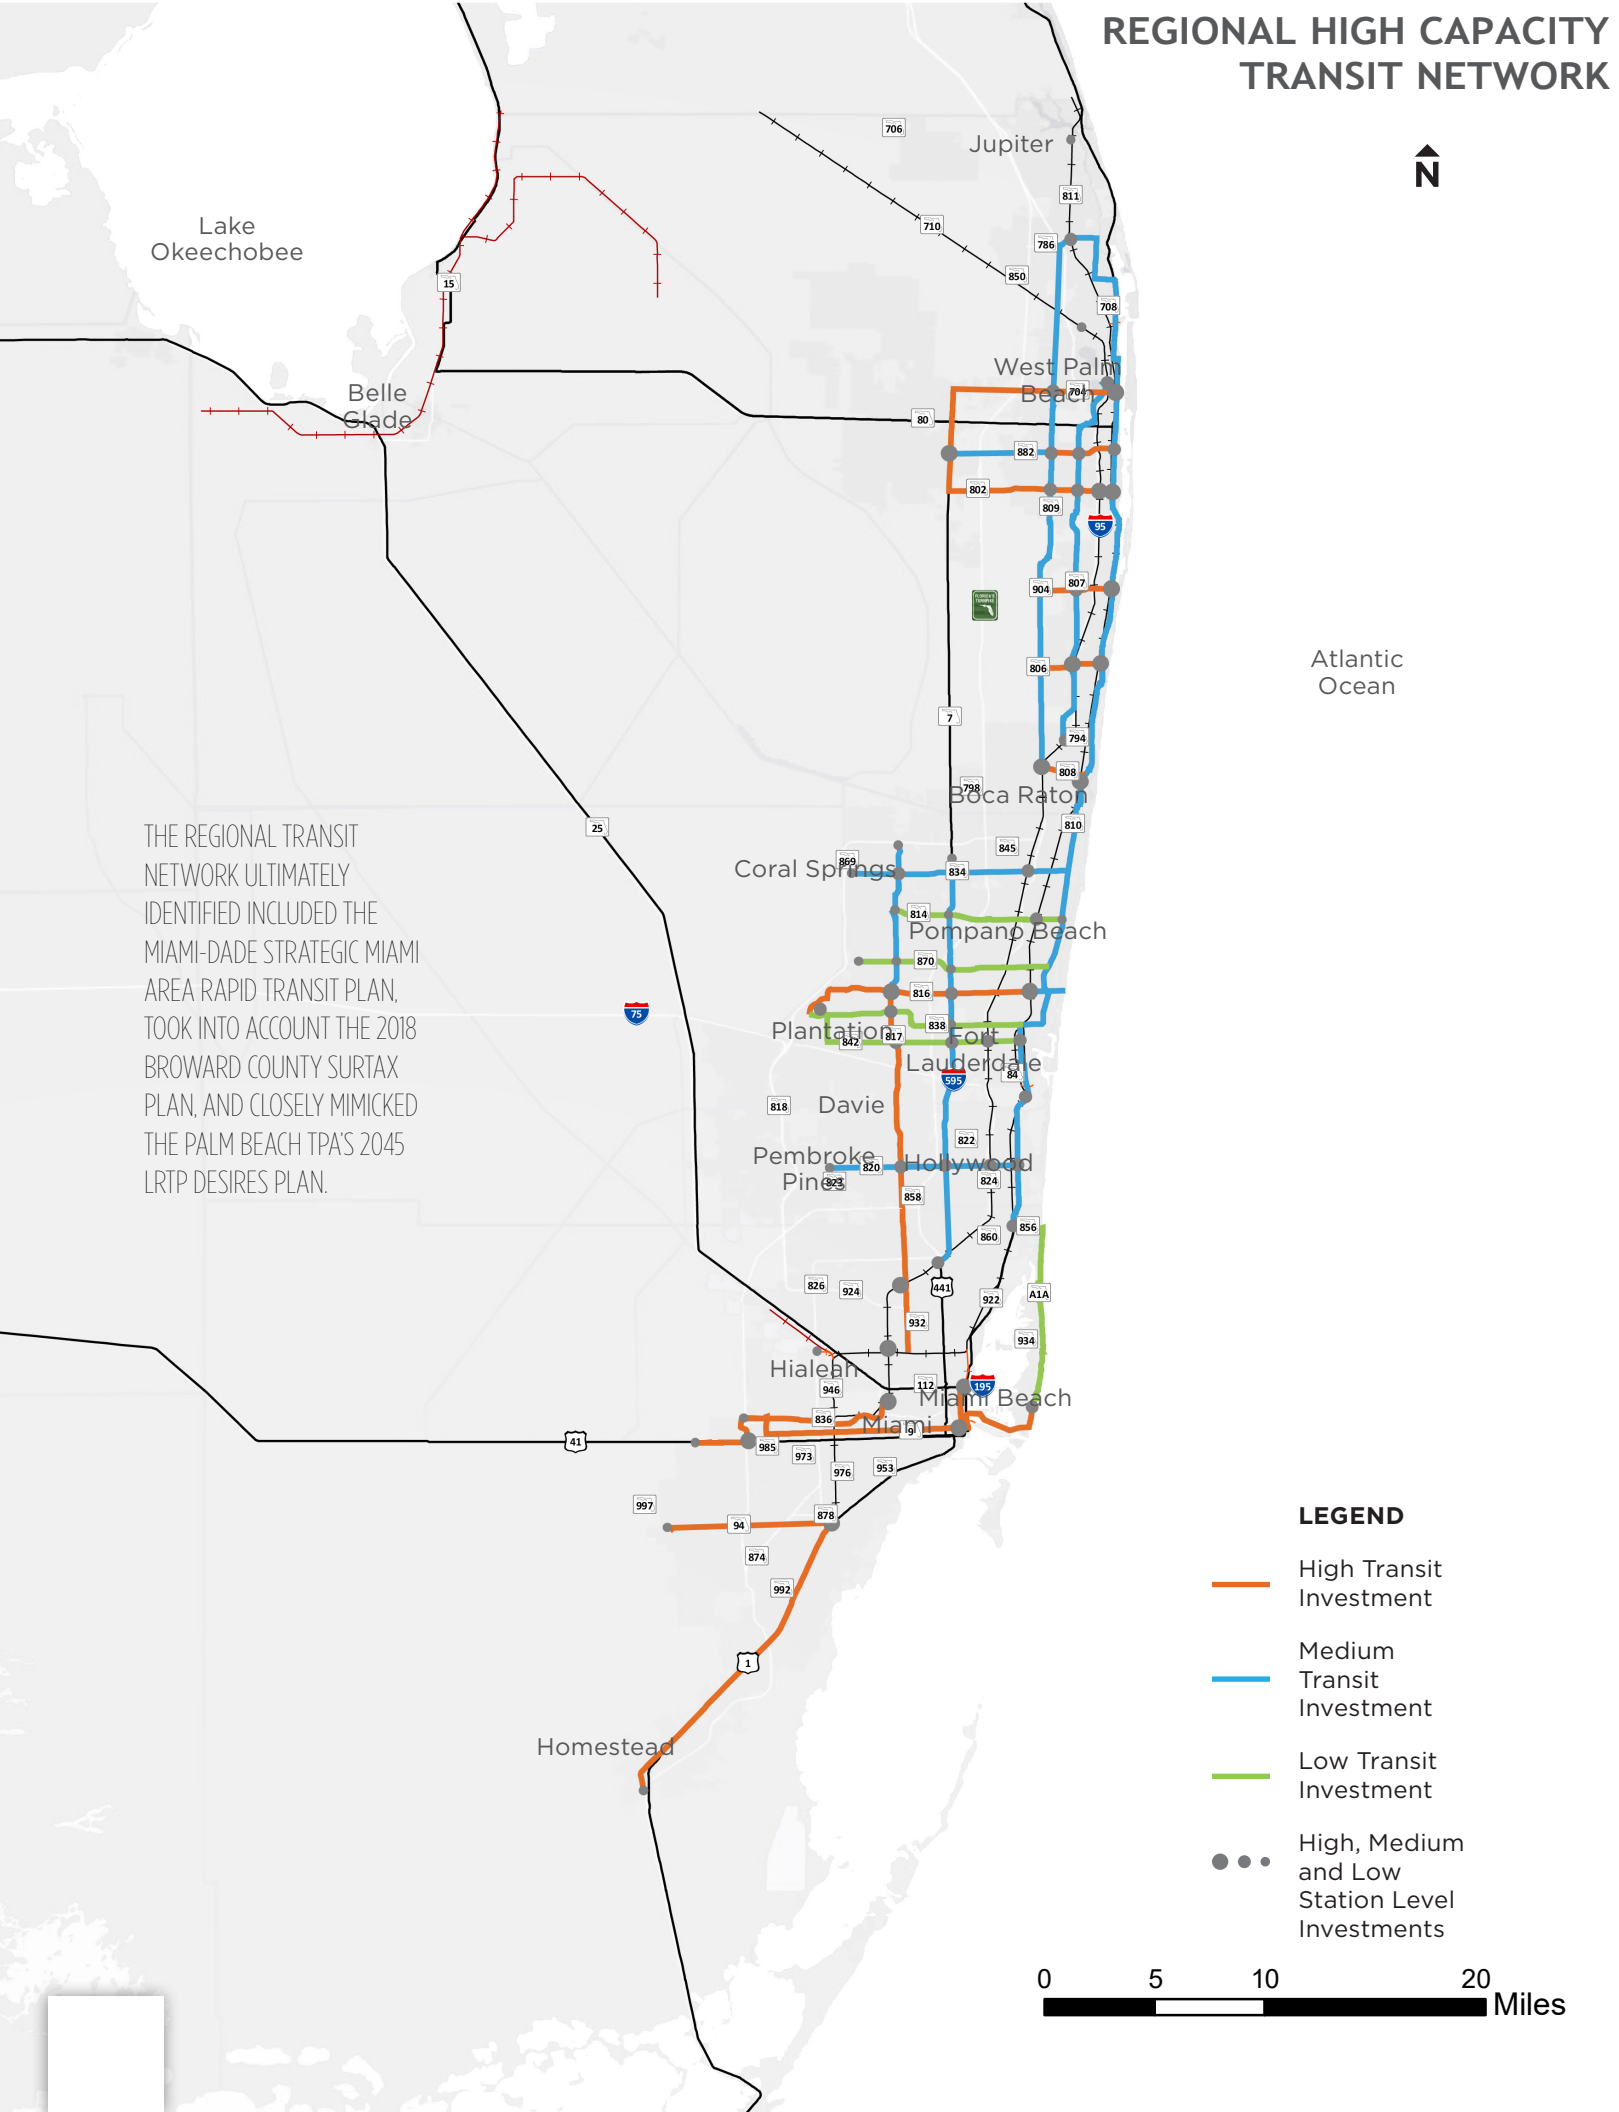 REGIONAL HIGH CAPACITY
TRANSIT NETWORK
N
706
Jupiter
811
Lake
Okeechobee
710
786
850
15
708
West Palm
Beach
704
Belle
Glade
80
882
802
809
95
807
904
FLORIDA'S
TURNPIKE
806
Atlantic
Ocean
7
794
808
798
Boca Raton
810
25
THE REGIONAL TRANSIT
NETWORK ULTIMATELY
IDENTIFIED INCLUDED THE
MIAMI-DADE STRATEGIC MIAMI
AREA RAPID TRANSIT PLAN,
TOOK INTO ACCOUNT THE 2018
BROWARD COUNTY SURTAX
PLAN, AND CLOSELY MIMICKED
THE PALM BEACH TPA'S 2045
LRTP DESIRES PLAN.
845
869
Coral Springs
834
814
Pompano Beach
870
816
75
838
Plantation
817
842
Fort
Lauderdale
84
595
818
Davie
822
Pembroke
Pines
820
Hollywood
823
824
858
856
860
826
924
441
A1A
922
932
934
Hialeah
946
112
195
Miami Beach
836
Miami
9
41
985
973
976
953
997
878
94
874
992
1
Homestead
LEGEND
High Transit
Investment
Medium
Transit
Investment
Low Transit
Investment
High, Medium
and Low
Station Level
Investments
0 5 10 20
Miles